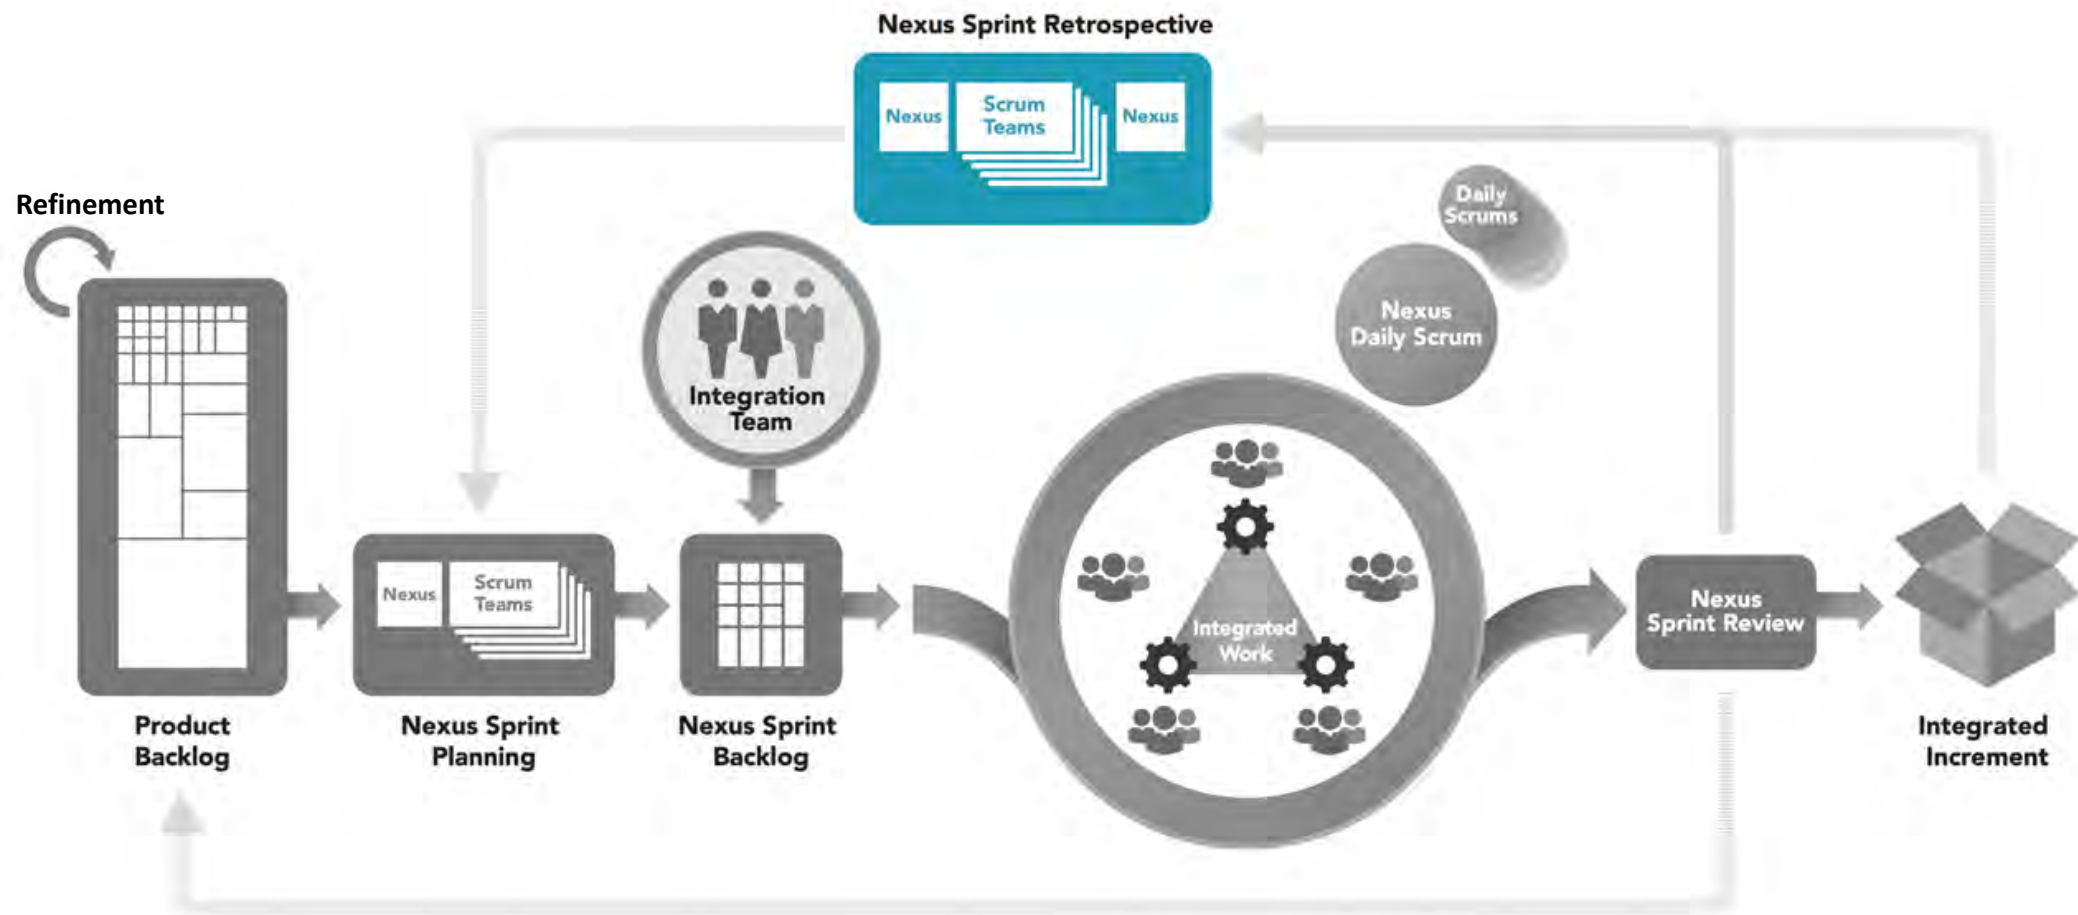 Nexus Sprint Retrospective
Nexus
Scrum
Teams
Nexus
Refinement
Daily
Scrums
Nexus
Daily Scrum
Integration
Team
Nexus
Scrum
Teams
Integrated
Work
Nexus
Sprint Review
Product
Backlog
Nexus Sprint
Planning
Nexus Sprint
Backlog
Integrated
Increment